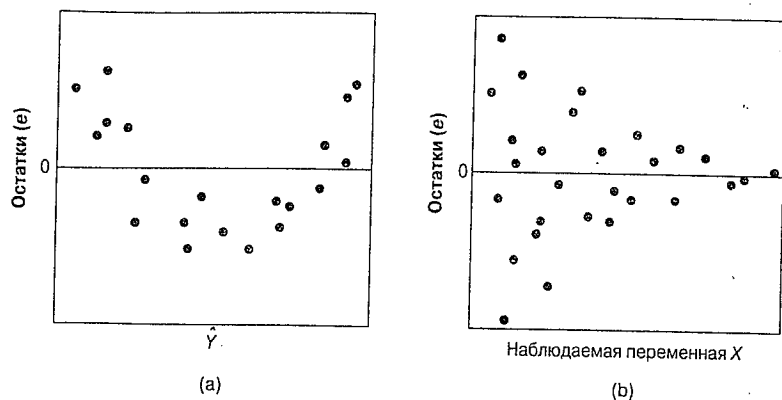 Остатки (e)
0
Ŷ
(a)
Остатки (e)
0
Наблюдаемая переменная X
(b)